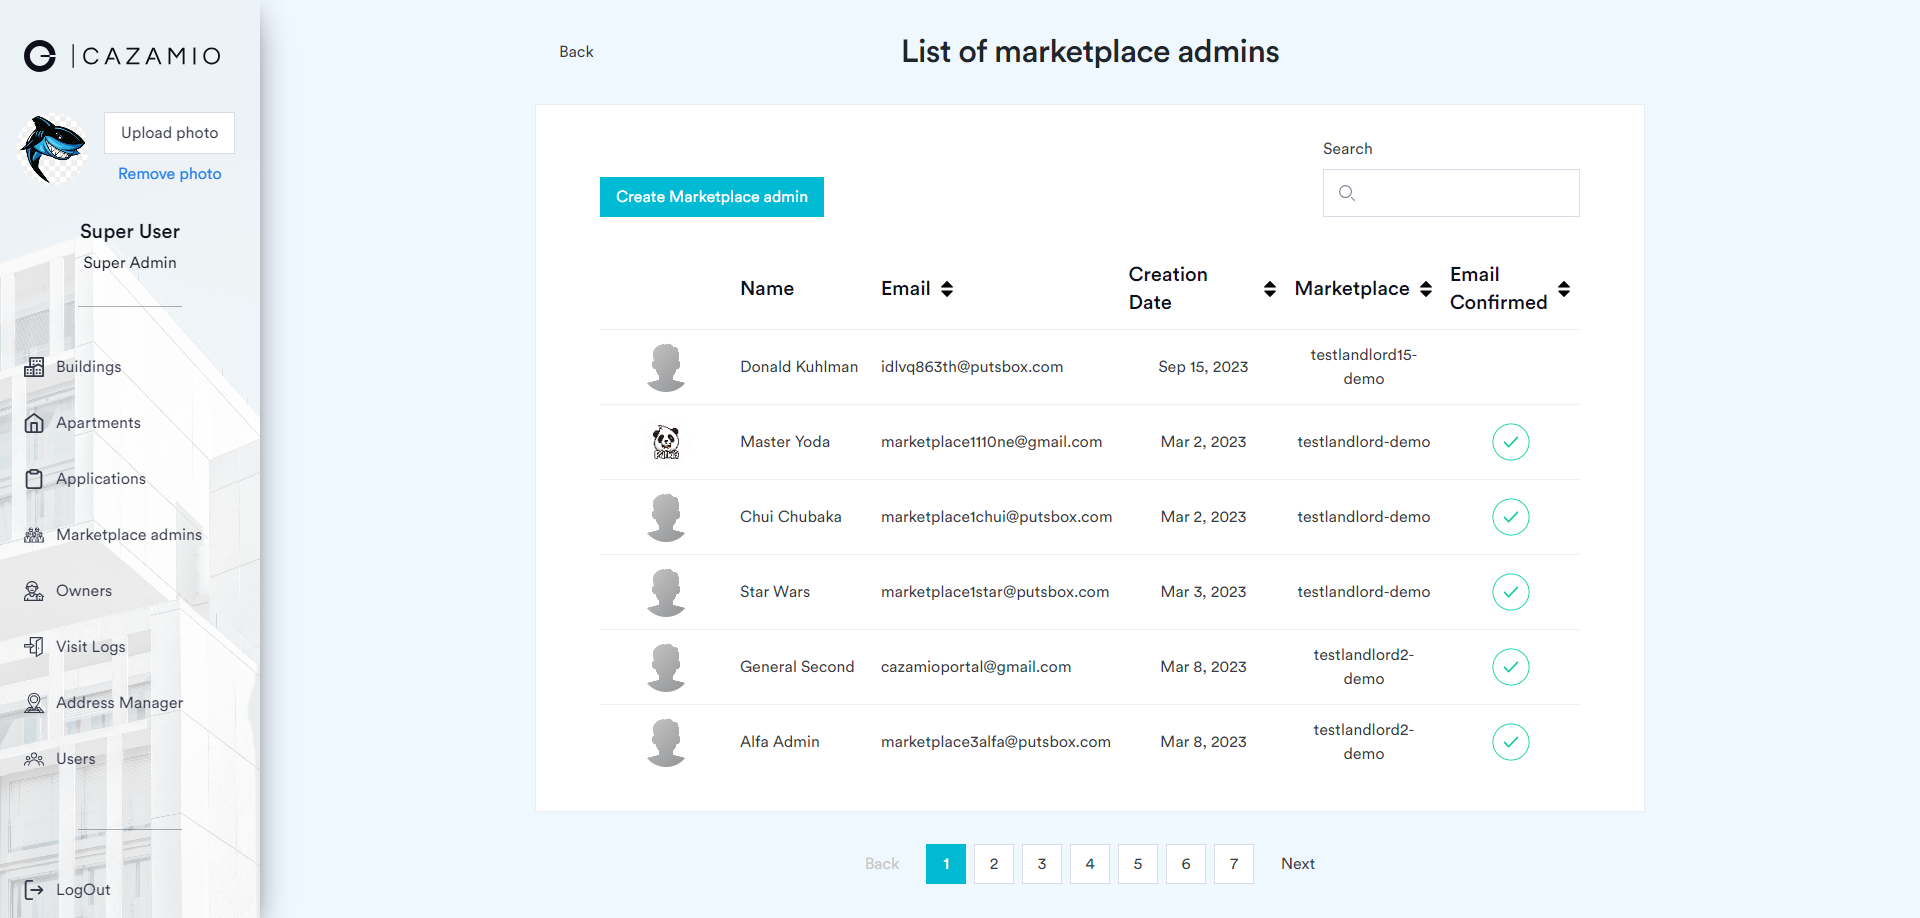 CAZAMIO
Upload photo
Remove photo
Super User
Super Admin
Buildings
Apartments
Applications
Marketplace admins
Owners
Visit Logs
Address Manager
Users
LogOut
Back
List of marketplace admins
Create Marketplace admin
Search
Name
Email
Creation
Date
Marketplace
Email
Confirmed
Donald Kuhlman idlvq863th@putsbox.com Sep 15, 2023 testlandlord15-
demo
Master Yoda marketplace1110ne@gmail.com Mar 2, 2023 testlandlord-demo
Chui Chubaka marketplace1chui@putsbox.com Mar 2, 2023 testlandlord-demo
Star Wars marketplace1star@putsbox.com Mar 3, 2023 testlandlord-demo
General Second cazamioportal@gmail.com Mar 8, 2023 testlandlord2-
demo
Alfa Admin marketplace3alfa@putsbox.com Mar 8, 2023 testlandlord2-
demo
Back 1 2 3 4 5 6 7 Next